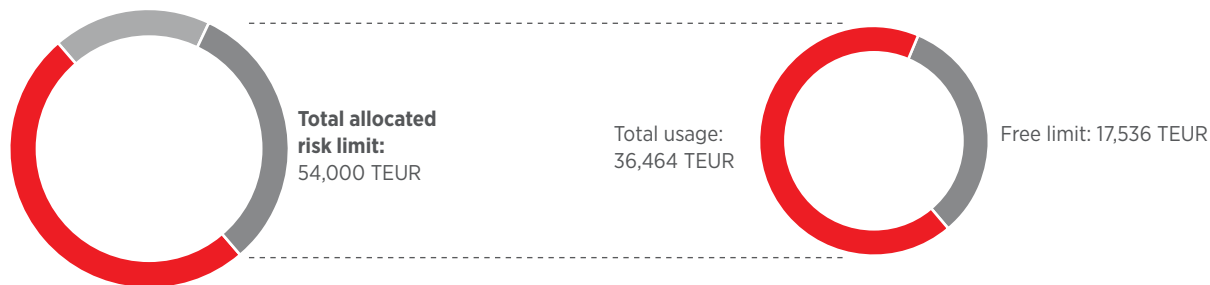 Total allocated
risk limit:
54,000 TEUR
Total usage:
36,464 TEUR
Free limit: 17,536 TEUR